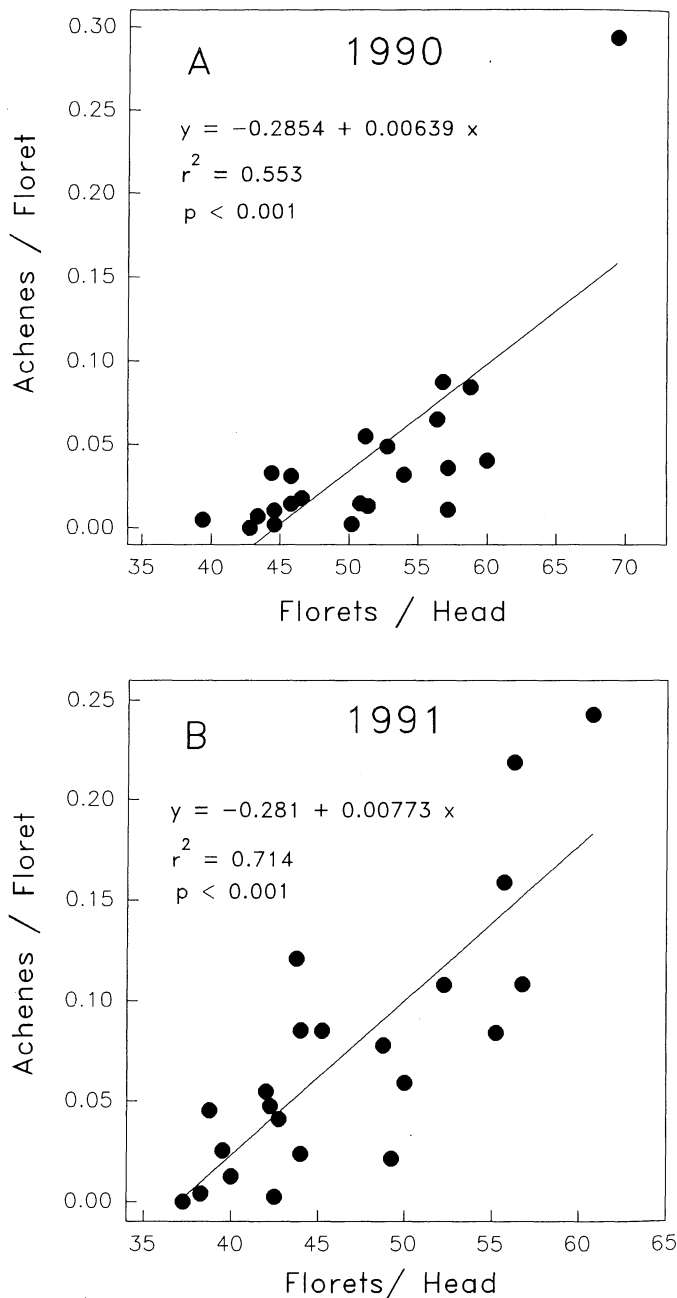 A
1990
y = -0.2854 + 0.00639 x
r² = 0.553
p < 0.001
0.30
0.25
0.20
0.15
0.10
0.05
0.00
Achenes / Floret
35 40 45 50 55 60 65 70
Florets / Head
B
1991
y = -0.281 + 0.00773 x
r² = 0.714
p < 0.001
0.25
0.20
0.15
0.10
0.05
0.00
Achenes / Floret
35 40 45 50 55 60 65
Florets/ Head